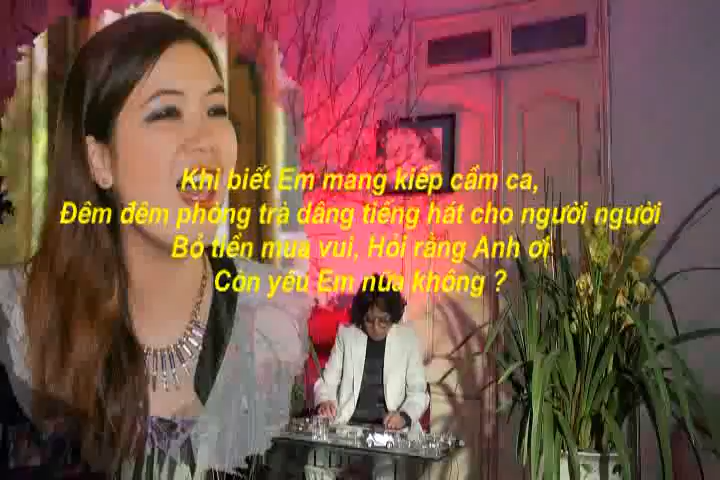 Khi biết Em mang kiếp cầm ca,
Đêm đêm phòng trà dâng tiếng hát cho người người
Bỏ tiền mua vui, Hỏi rằng Anh ơi
Còn yêu Em nữa không ?